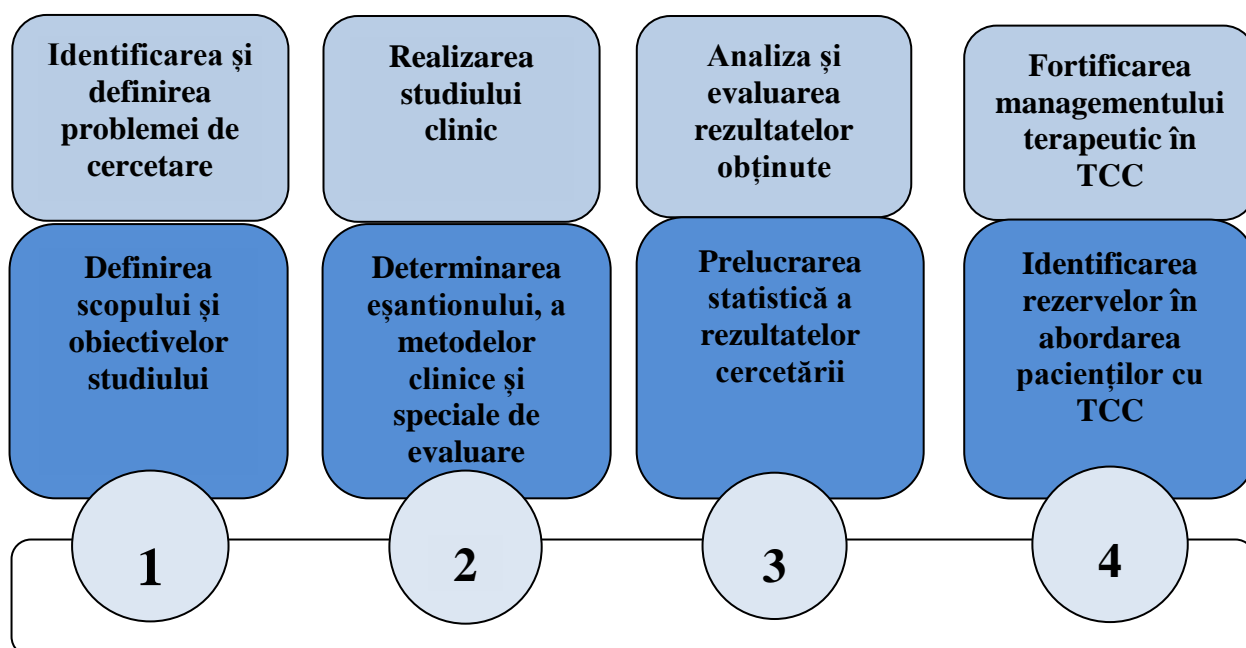 Identificarea și
definirea
problemei de
cercetare
Definirea
scopului și
obiectivelor
studiului
1
Realizarea
studiului
clinic
Determinarea
eșantionului, a
metodelor
clinice și
speciale de
evaluare
2
Analiza și
evaluarea
rezultatelor
obținute
Prelucrarea
statistică a
rezultatelor
cercetării
3
Fortificarea
managementului
terapeutic în
TCC
Identificarea
rezervelor în
abordarea
pacienților cu
TCC
4